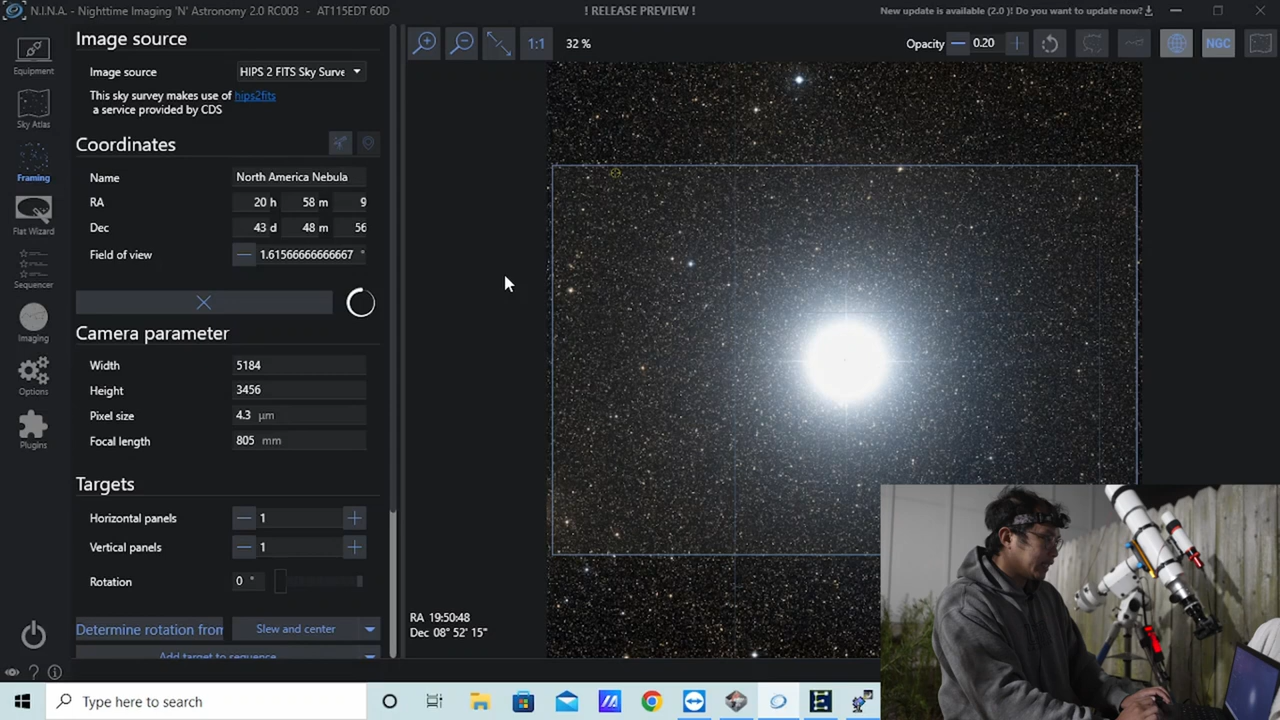 N.I.N.A. - Nighttime Imaging 'N' Astronomy 2.0 RC003 - AT115EDT 60D
! RELEASE PREVIEW !
New update is available (2.0 )! Do you want to update now?
Equipment
Sky Atlas
Framing
Flat Wizard
Sequencer
Imaging
Options
Plugins
Image source
Image source HIPS 2 FITS Sky Surve
This sky survey makes use of hips2fits
a service provided by CDS
Coordinates
Name North America Nebula
RA 20 h 58 m 9
Dec 43 d 48 m 56
Field of view 1.61566666666667 °
Camera parameter
Width 5184
Height 3456
Pixel size 4.3 µm
Focal length 805 mm
Targets
Horizontal panels 1
Vertical panels 1
Rotation 0 °
Determine rotation from Slew and center
Add target to sequence
1:1 32 %
Opacity 0.20
NGC
RA 19:50:48
Dec 08° 52' 15"
Type here to search